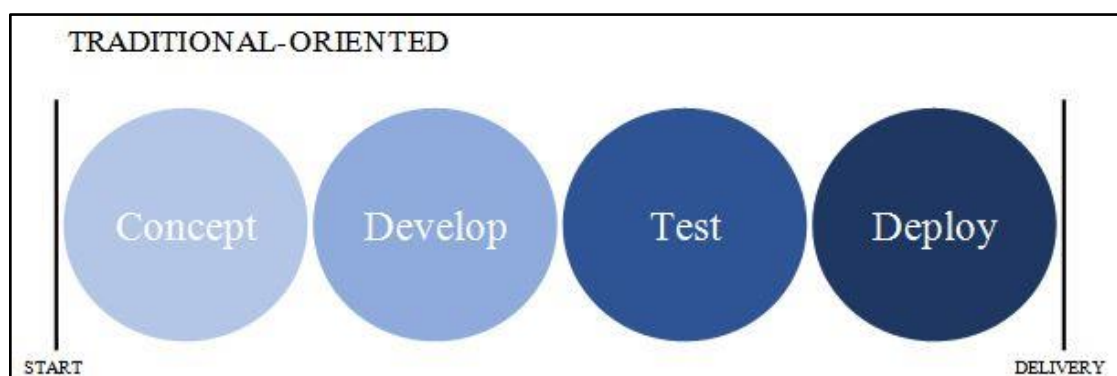 TRADITIONAL-ORIENTED
Concept Develop Test Deploy
START DELIVERY